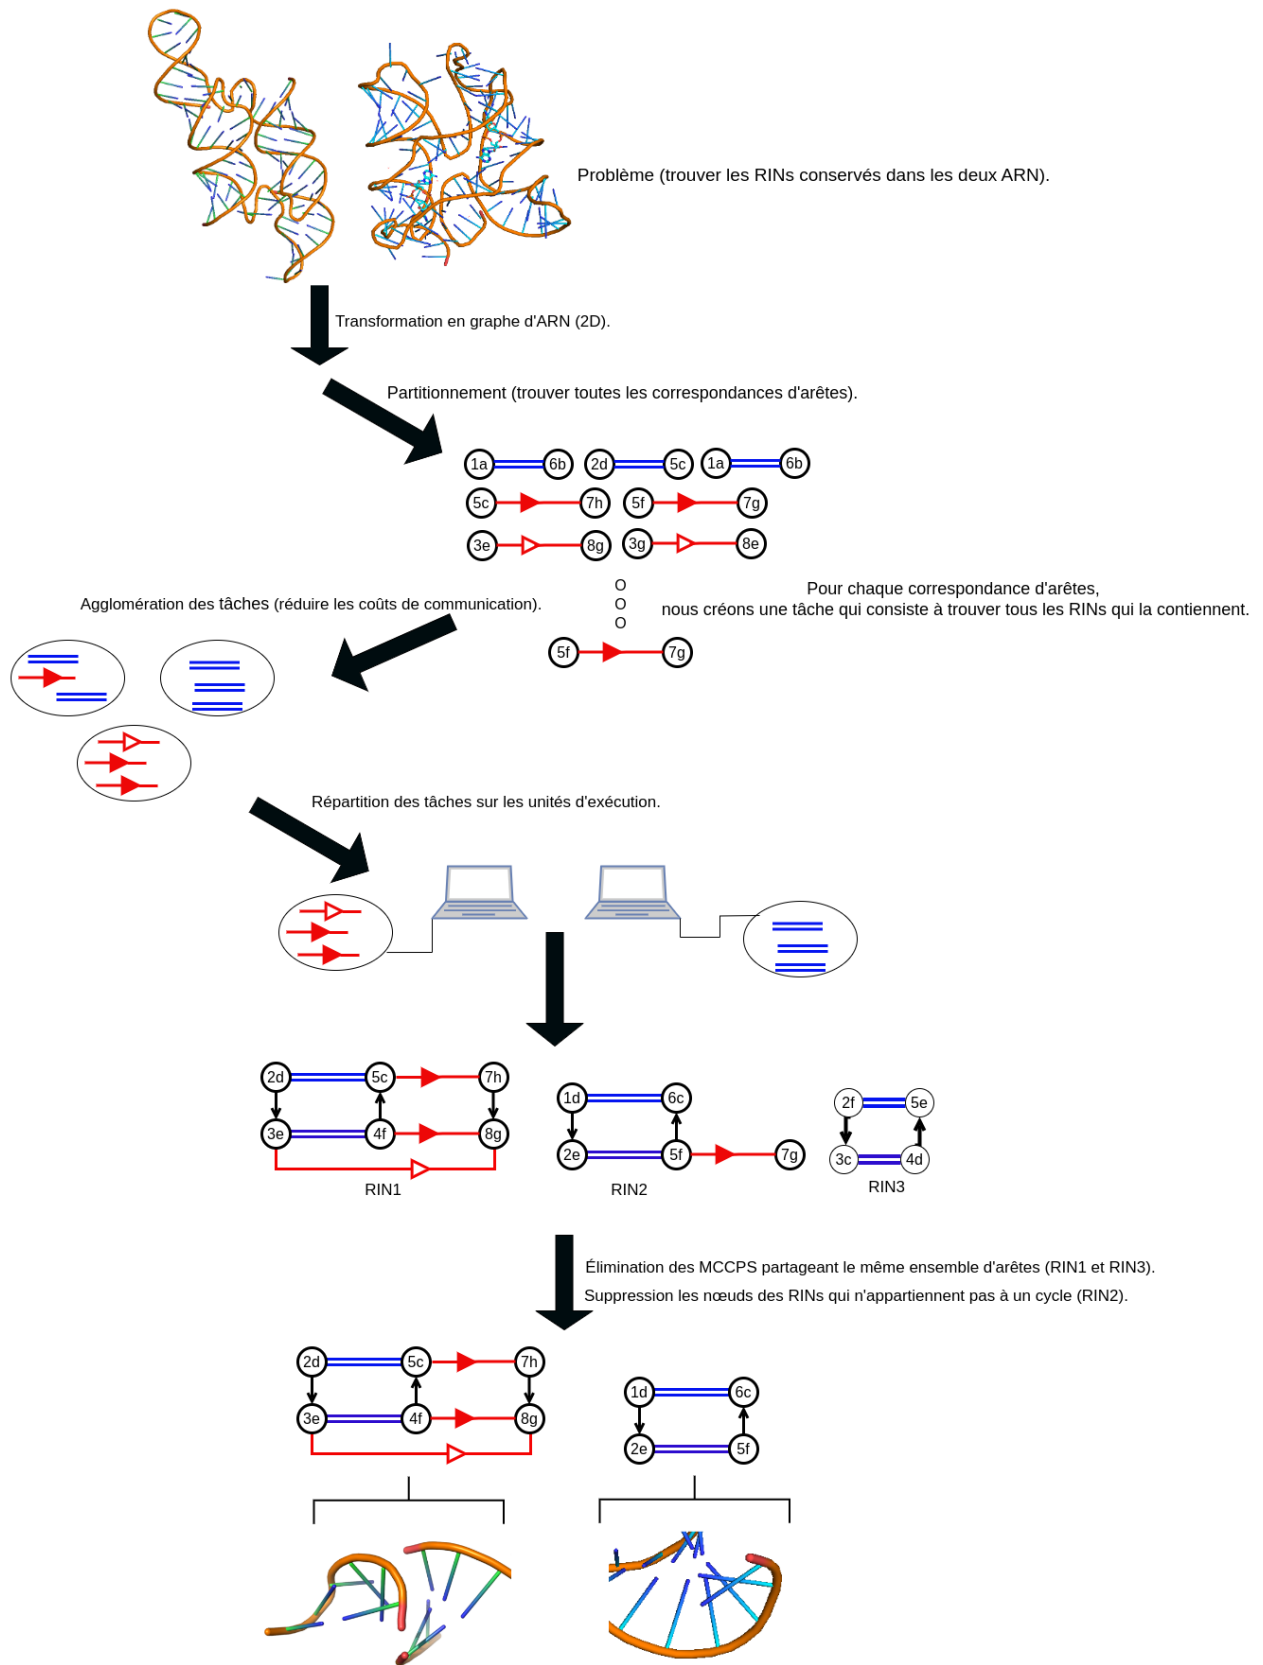 Problème (trouver les RINs conservés dans les deux ARN).
Transformation en graphe d'ARN (2D).
Partitionnement (trouver toutes les correspondances d'arêtes).
1a 6b 2d 5c 1a 6b
5c 7h 5f 7g
3e 8g 3g 8e
O
O
O
Pour chaque correspondance d'arêtes,
nous créons une tâche qui consiste à trouver tous les RINs qui la contiennent.
Agglomération des tâches (réduire les coûts de communication).
5f 7g
Répartition des tâches sur les unités d'exécution.
2d 5c 7h
3e 4f 8g
RIN1
1d 6c
2e 5f 7g
RIN2
2f 5e
3c 4d
RIN3
Élimination des MCCPS partageant le même ensemble d'arêtes (RIN1 et RIN3).
Suppression les nœuds des RINs qui n'appartiennent pas à un cycle (RIN2).
2d 5c 7h
3e 4f 8g
1d 6c
2e 5f